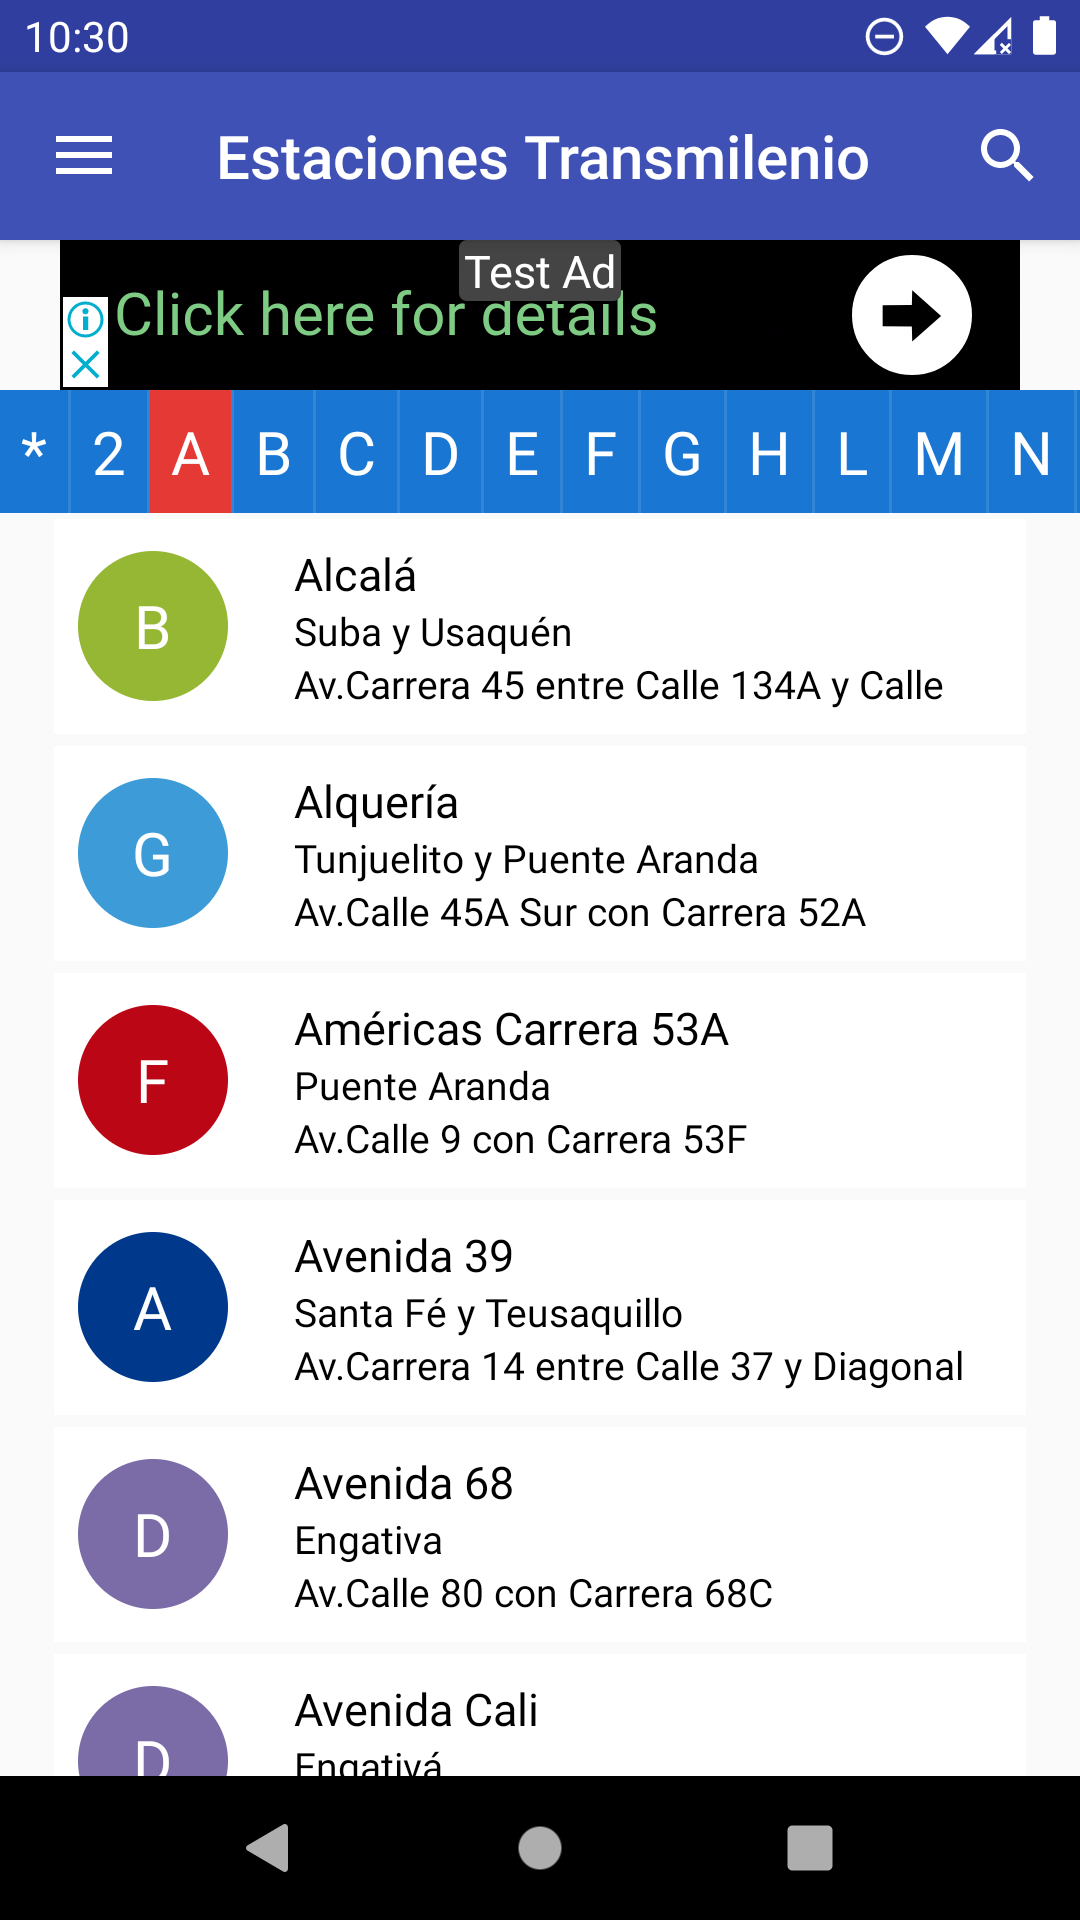 10:30
Estaciones Transmilenio
Test Ad
Click here for details
* 2 A B C D E F G H L M N
B
Alcalá
Suba y Usaquén
Av.Carrera 45 entre Calle 134A y Calle
G
Alquería
Tunjuelito y Puente Aranda
Av.Calle 45A Sur con Carrera 52A
F
Américas Carrera 53A
Puente Aranda
Av.Calle 9 con Carrera 53F
A
Avenida 39
Santa Fé y Teusaquillo
Av.Carrera 14 entre Calle 37 y Diagonal
D
Avenida 68
Engativa
Av.Calle 80 con Carrera 68C
D
Avenida Cali
Engativá